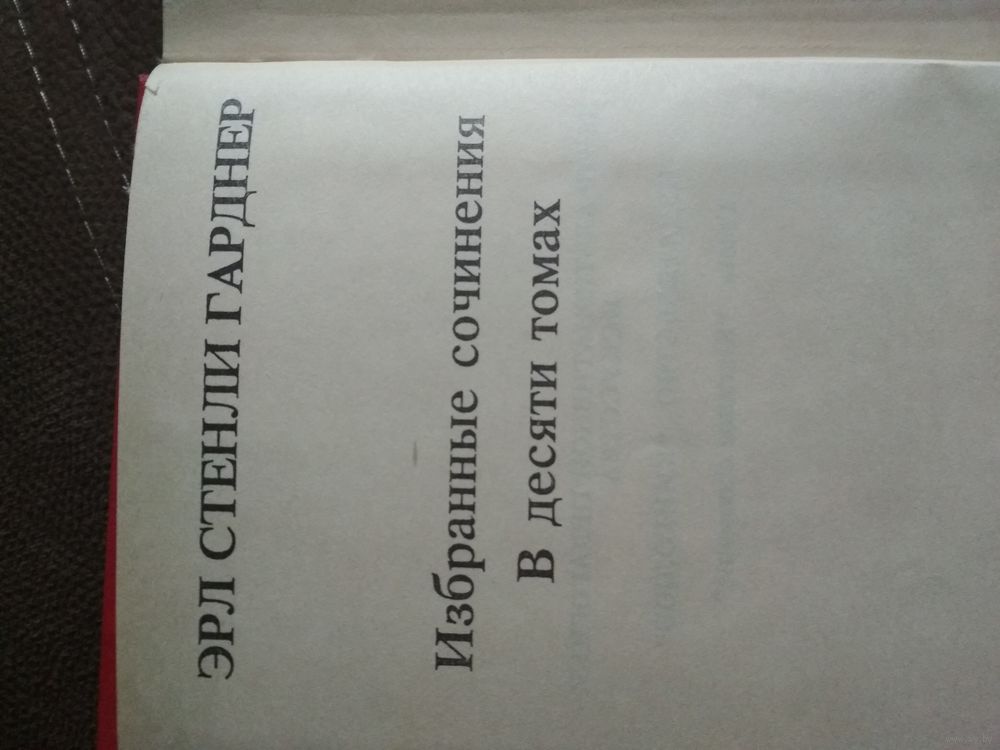 ЭРЛ СТЕНЛИ ГАРДНЕР
Избранные сочинения
В десяти томах